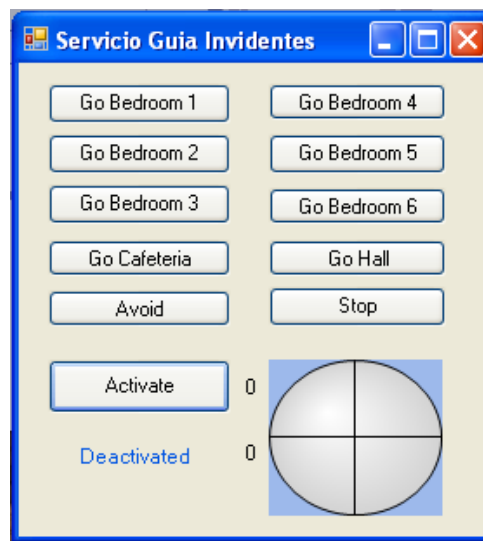 Servicio Guia Invidentes
Go Bedroom 1
Go Bedroom 4
Go Bedroom 2
Go Bedroom 5
Go Bedroom 3
Go Bedroom 6
Go Cafeteria
Go Hall
Avoid
Stop
Activate
0
Deactivated
0